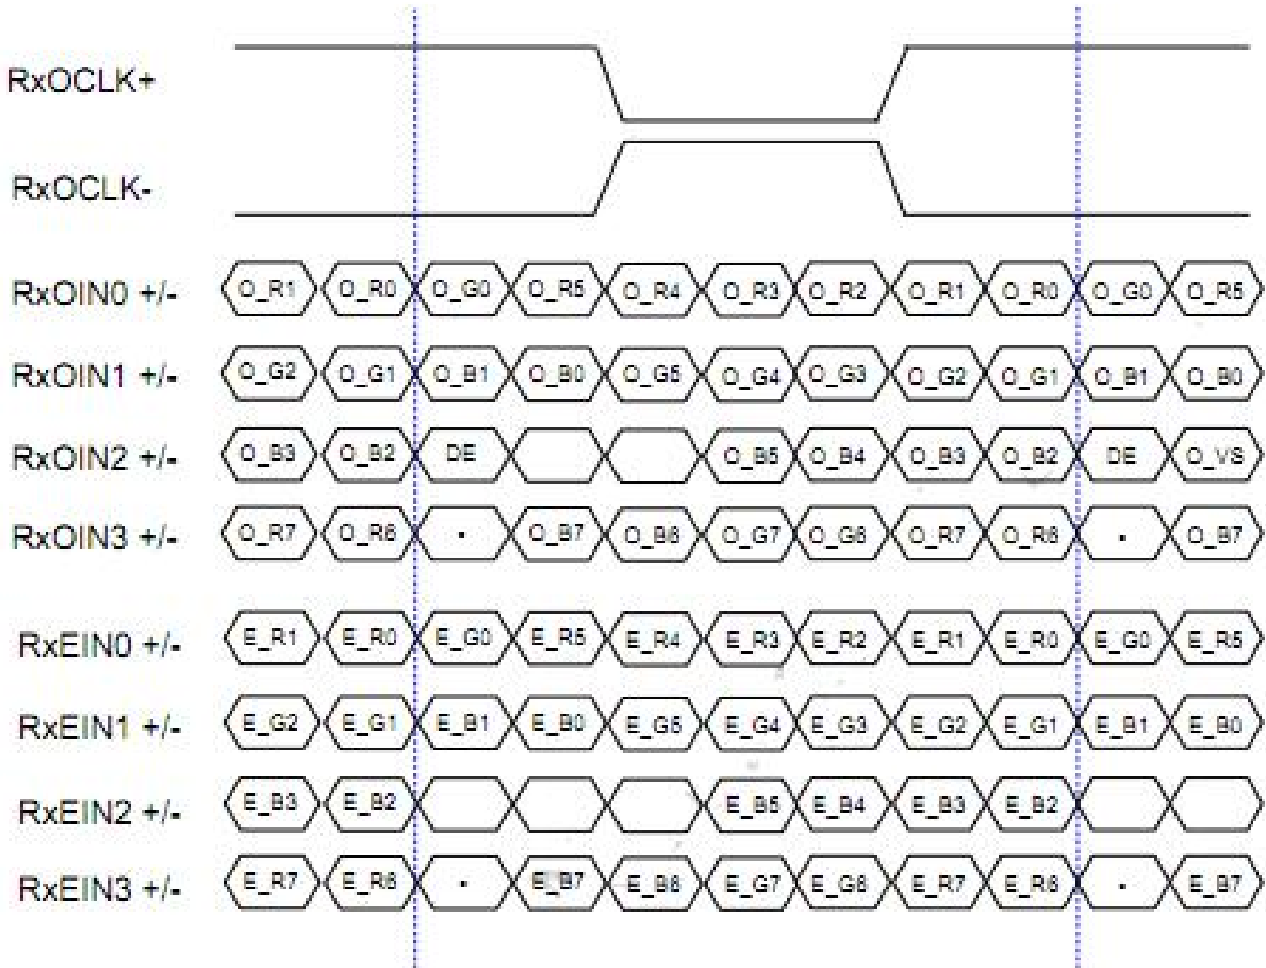 RxOCLK+
RxOCLK-
RxOIN0 +/- O_R1 O_R0 O_G0 O_R5 O_R4 O_R3 O_R2 O_R1 O_R0 O_G0 O_R5
RxOIN1 +/- O_G2 O_G1 O_B1 O_B0 O_G5 O_G4 O_G3 O_G2 O_G1 O_B1 O_B0
RxOIN2 +/- O_B3 O_B2 DE O_B5 O_B4 O_B3 O_B2 DE O_VS
RxOIN3 +/- O_R7 O_R6 . O_B7 O_B6 O_G7 O_G6 O_R7 O_R6 . O_B7
RxEIN0 +/- E_R1 E_R0 E_G0 E_R5 E_R4 E_R3 E_R2 E_R1 E_R0 E_G0 E_R5
RxEIN1 +/- E_G2 E_G1 E_B1 E_B0 E_G5 E_G4 E_G3 E_G2 E_G1 E_B1 E_B0
RxEIN2 +/- E_B3 E_B2 E_B5 E_B4 E_B3 E_B2
RxEIN3 +/- E_R7 E_R6 . E_B7 E_B6 E_G7 E_G6 E_R7 E_R6 . E_B7